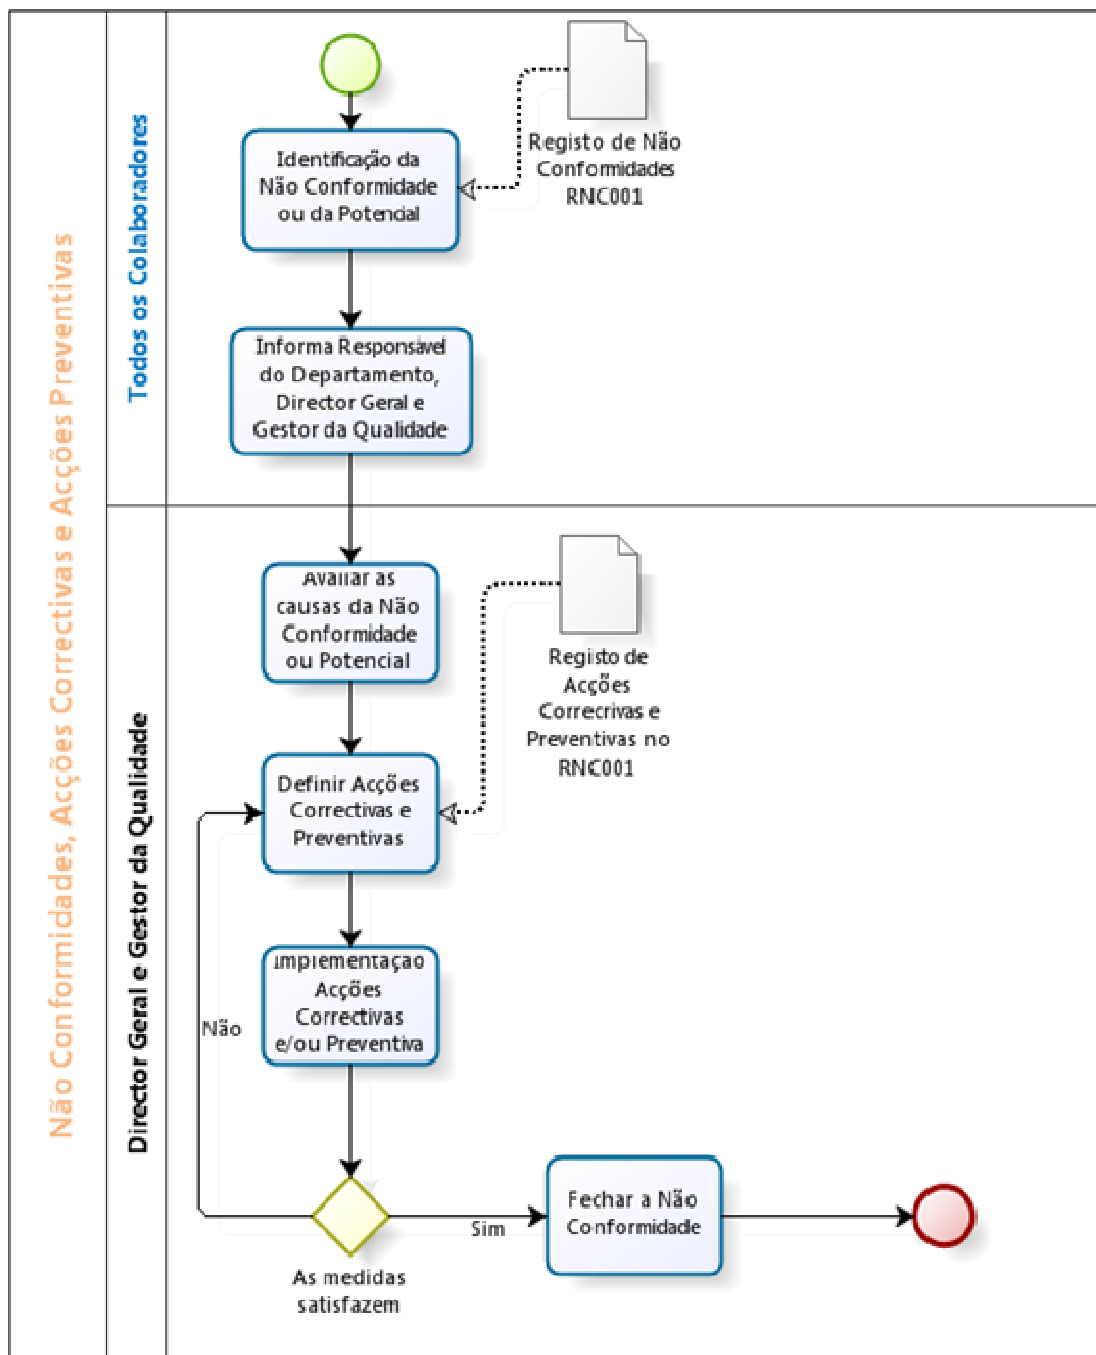 Não Conformidades, Acções Correctivas e Acções Preventivas
Todos os Colaboradores
Identificação da
Não Conformidade
ou da Potencial
Registo de Não
Conformidades
RNC001
Informa Responsável
do Departamento,
Director Geral e
Gestor da Qualidade
Director Geral e Gestor da Qualidade
Avaliar as
causas da Não
Conformidade
ou Potencial
Registo de
Acções
Correcrivas e
Preventivas no
RNC001
Definir Acções
Correctivas e
Preventivas
Implementação
Acções
Correctivas
e/ou Preventiva
Não
Sim
Fechar a Não
Conformidade
As medidas
satisfazem